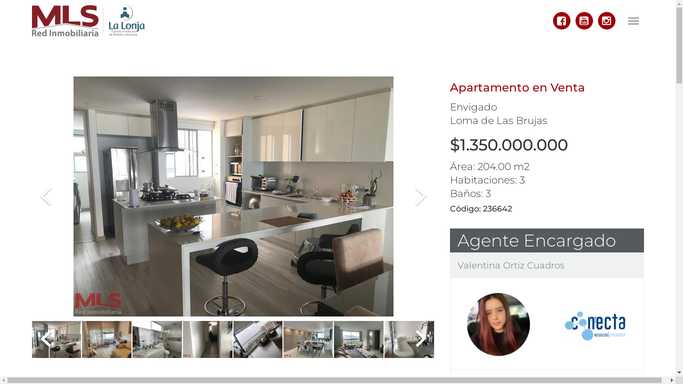 MLS
Red Inmobiliaria
La Lonja
Apartamento en Venta
Envigado
Loma de Las Brujas
$1.350.000.000
Área: 204.00 m2
Habitaciones: 3
Baños: 3
Código: 236642
MLS
Red Inmobiliaria
Agente Encargado
Valentina Ortiz Cuadros
conecta